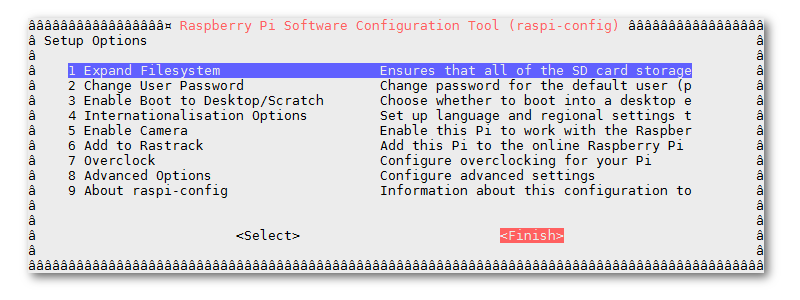 âââââââââââââââââ¤ Raspberry Pi Software Configuration Tool (raspi-config) âââââââââââââââââ
â Setup Options â
â â
â 1 Expand Filesystem Ensures that all of the SD card storage â
â 2 Change User Password Change password for the default user (p â
â 3 Enable Boot to Desktop/Scratch Choose whether to boot into a desktop e â
â 4 Internationalisation Options Set up language and regional settings t â
â 5 Enable Camera Enable this Pi to work with the Raspber â
â 6 Add to Rastrack Add this Pi to the online Raspberry Pi â
â 7 Overclock Configure overclocking for your Pi â
â 8 Advanced Options Configure advanced settings â
â 9 About raspi-config Information about this configuration to â
â â
â â
â <Select> <Finish> â
â â
ââââââââââââââââââââââââââââââââââââââââââââââââââââââââââââââââââââââââââââââââââââââââââââ